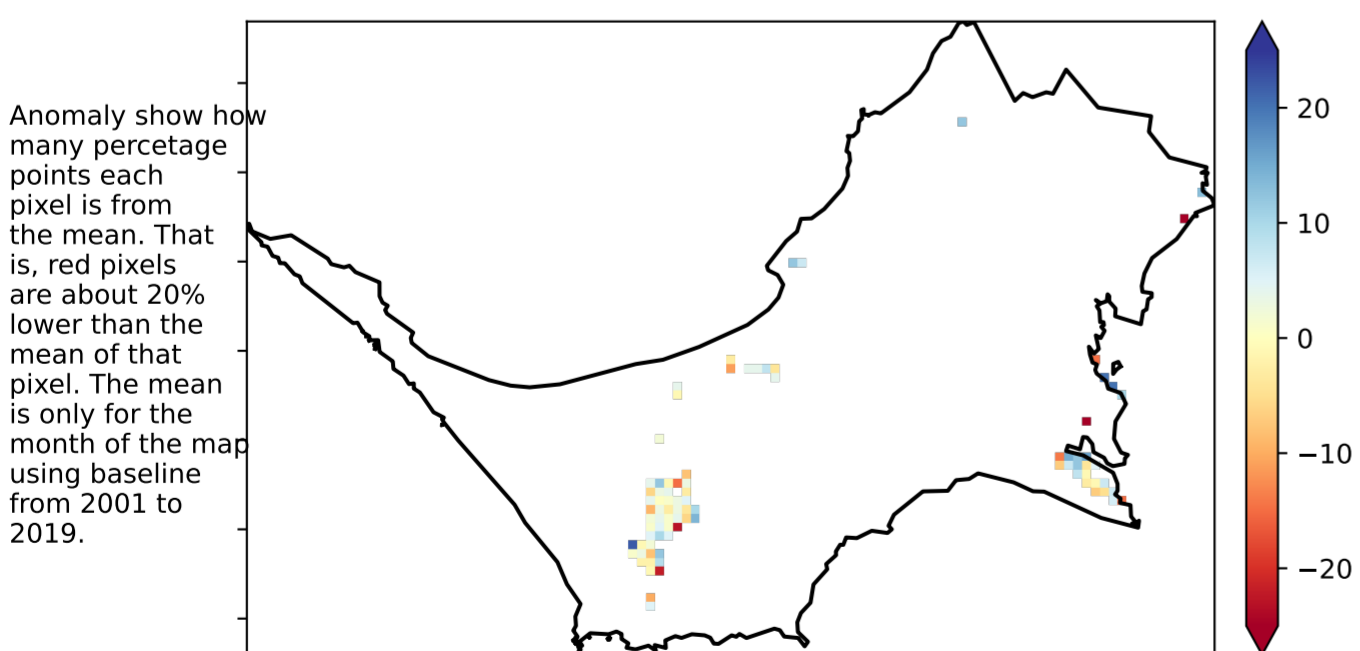 Anomaly show how
many percetage
points each
pixel is from
the mean. That
is, red pixels
are about 20%
lower than the
mean of that
pixel. The mean
is only for the
month of the map
using baseline
from 2001 to
2019.
20
10
0
−10
−20